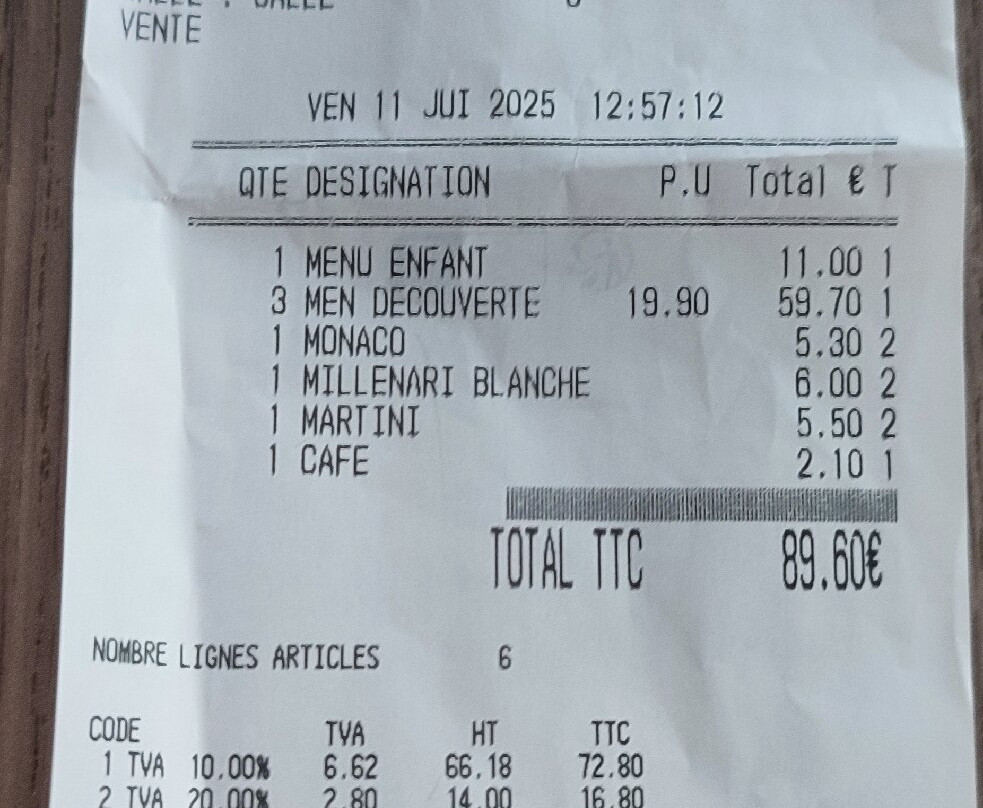 VENTE
VEN 11 JUI 2025 12:57:12
QTE DESIGNATION P.U Total € T
1 MENU ENFANT 11.00 1
3 MEN DECOUVERTE 19.90 59.70 1
1 MONACO 5.30 2
1 MILLENARI BLANCHE 6.00 2
1 MARTINI 5.50 2
1 CAFE 2.10 1
TOTAL TTC 89.60€
NOMBRE LIGNES ARTICLES 6
CODE TVA HT TTC
1 TVA 10.00% 6.62 66.18 72.80
2 TVA 20.00% 2.80 14.00 16.80